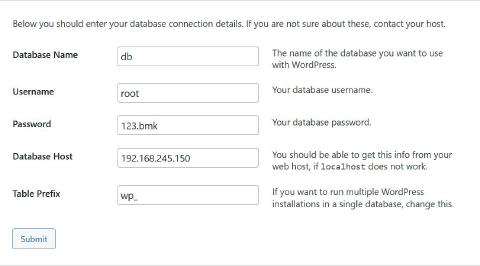 Below you should enter your database connection details. If you are not sure about these, contact your host.
Database Name
db
The name of the database you want to use
with WordPress.
Username
root
Your database username.
Password
123.bmk
Your database password.
Database Host
192.168.245.150
You should be able to get this info from your
web host, if localhost does not work.
Table Prefix
wp_
If you want to run multiple WordPress
installations in a single database, change this.
Submit